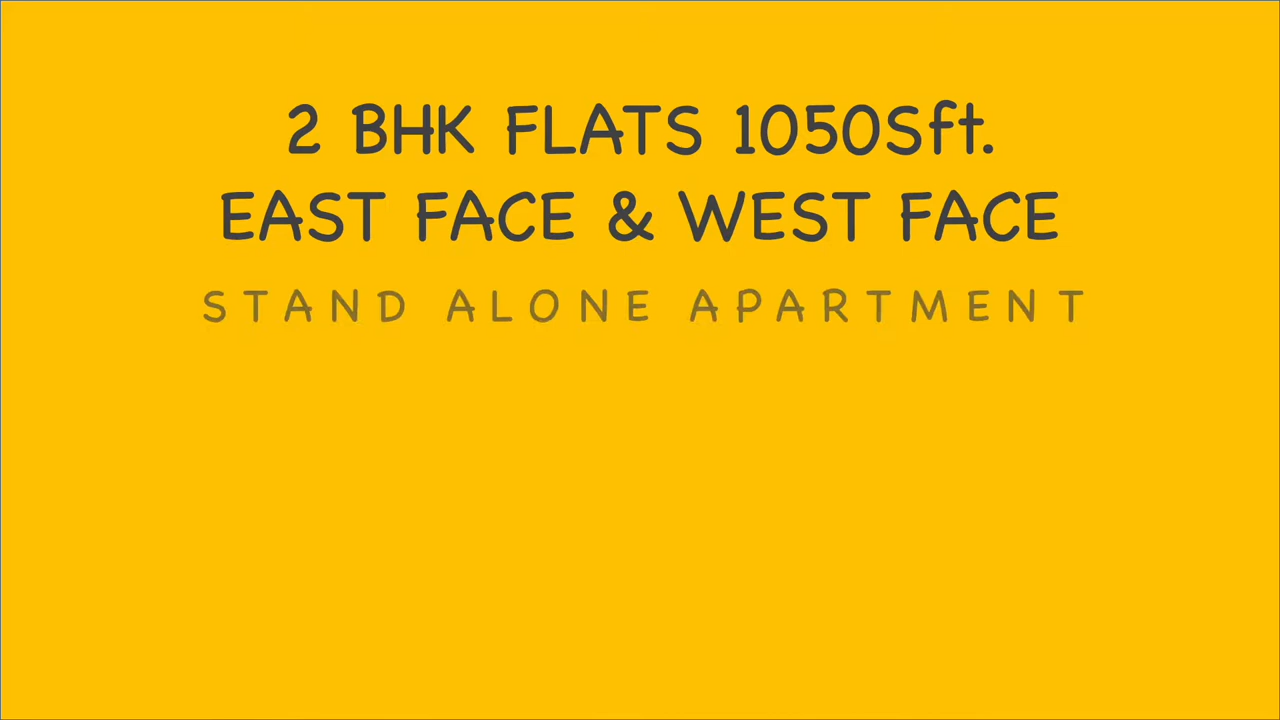 2 BHK FLATS 1050Sft.
EAST FACE & WEST FACE
STAND ALONE APARTMENT